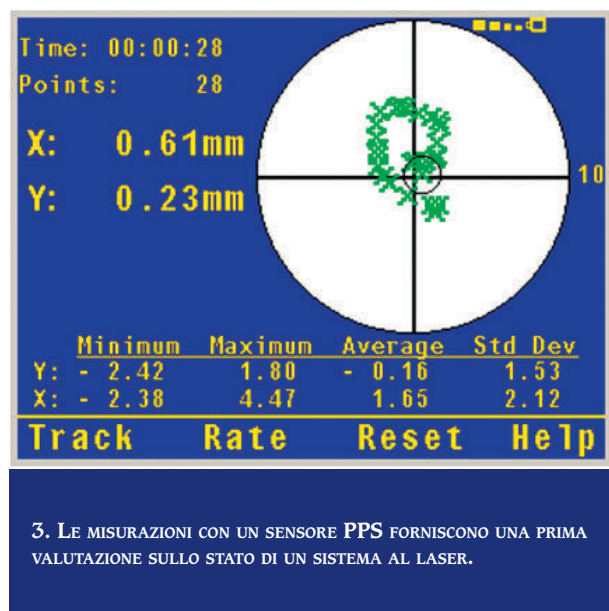 Time: 00:00:28
Points: 28
X: 0.61mm
Y: 0.23mm
10
Minimum Maximum Average Std Dev
Y: - 2.42 1.80 - 0.16 1.53
X: - 2.38 4.47 1.65 2.12
Track Rate Reset Help
3. Le misurazioni con un sensore PPS forniscono una prima
valutazione sullo stato di un sistema al laser.